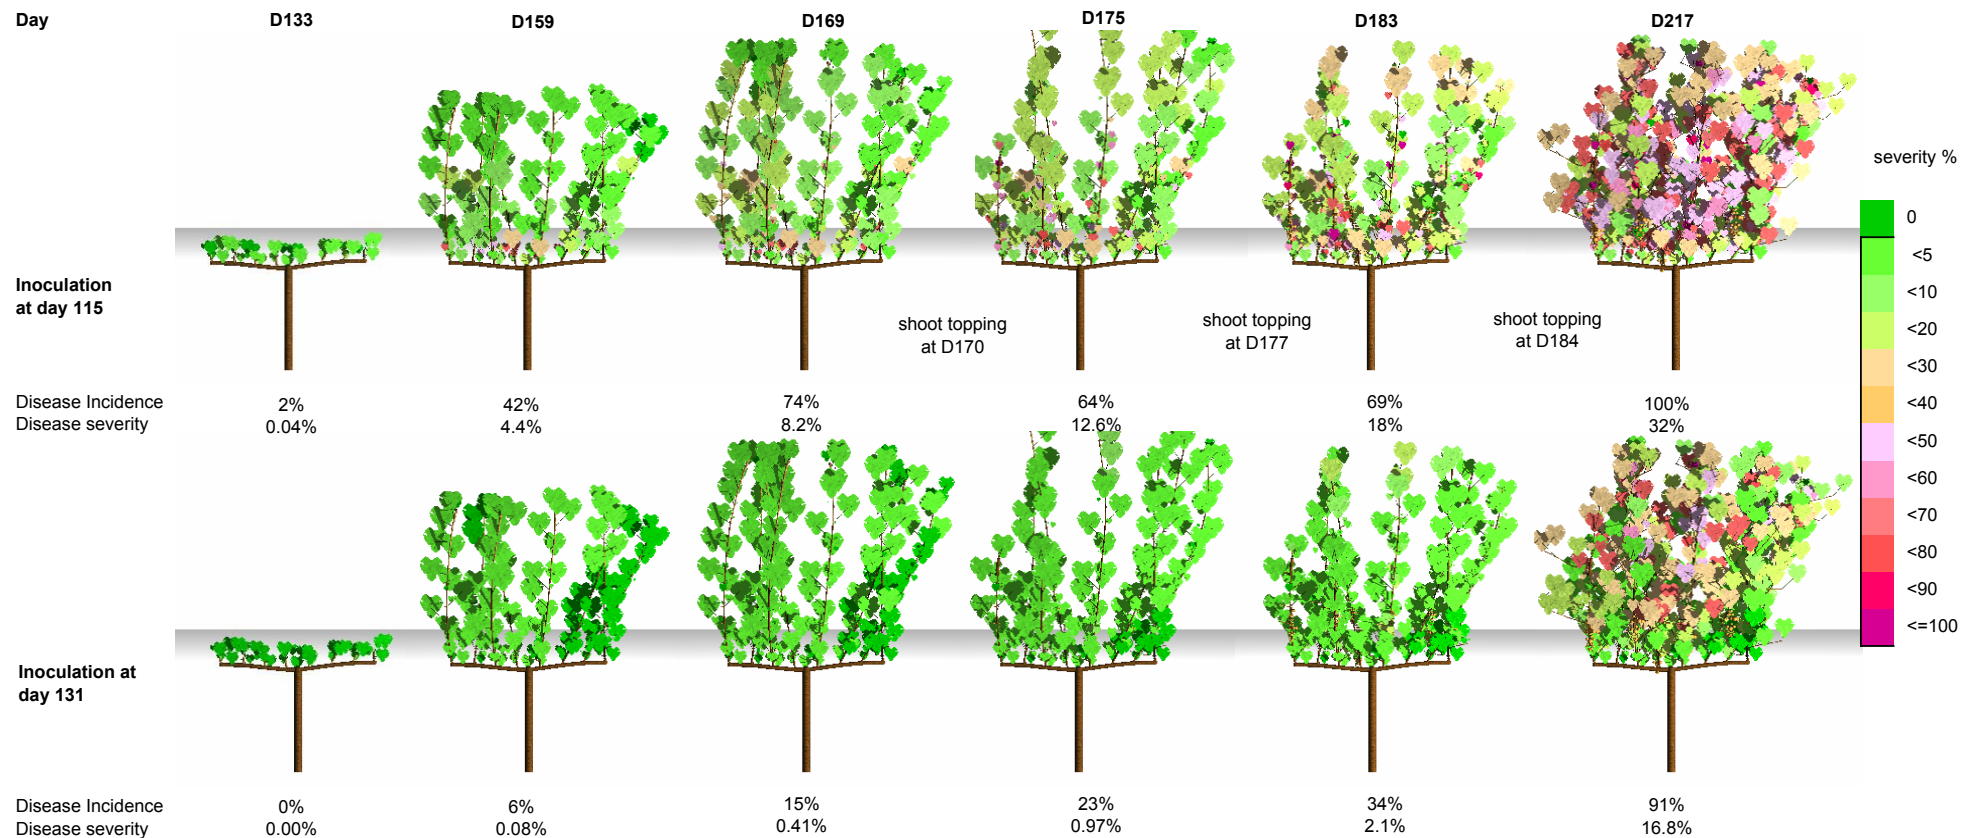 Day D133 D159 D169 D175 D183 D217
severity %
0
<5
<10
<20
<30
<40
<50
<60
<70
<80
<90
<=100
Inoculation
at day 115
shoot topping
at D170
shoot topping
at D177
shoot topping
at D184
Disease Incidence 2% 42% 74% 64% 69% 100%
Disease severity 0.04% 4.4% 8.2% 12.6% 18% 32%
Inoculation at
day 131
Disease Incidence 0% 6% 15% 23% 34% 91%
Disease severity 0.00% 0.08% 0.41% 0.97% 2.1% 16.8%